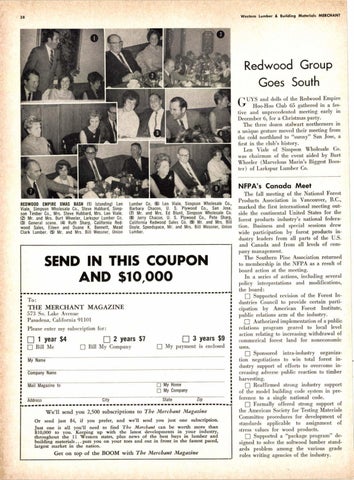 28
Western Lumber & Building Materials MERCHANT
REDWOOD EMPIRE XMAS BASH (1) (standing) Len
Viale, Simpson Wholesale Co., Steve Hubbard, Simp-
son Timber Co., Mrs. Steve Hubbard, Mrs. Len Viale.
(2) Mr. and Mrs. Burt Wheeler, Larkspur Lumber Co.
(3) General scene. (4) Ruth Sharp, California Red-
wood Sales, Eileen and Duane K. Bennett, Mead
Clark Lumber. (5) Mr. and Mrs. Bill Meissner, Union
Lumber Co. (6) Len Viale, Simpson Wholesale Co.,
Barbara Chacon, U. S. Plywood Co., San Jose.
(7) Mr. and Mrs. Ed Blunt, Simpson Wholesale Co.
(8) Jerry Chacon, U. S. Plywood Co., Pete Sharp,
California Redwood Sales Co. (9) Mr. and Mrs. Bill
Steele, Speedspace, Mr. and Mrs. Bill Meissner, Union
Lumber.
SEND IN THIS COUPON
AND $10,000
To:
THE MERCHANT MAGAZINE
573 So. Lake Avenue
Pasadena, California 91101
Please enter my subscription for:
1 year $4
2 years $7
3 years $9
Bill Me
Bill My Company
My payment is enclosed
My Name
Company Name
Mail Magazine to
My Home
My Company
Address
City
State
Zip
We'll send you 2,500 subscriptions to The Merchant Magazine
Or send just $4, if you prefer, and we'll send you just one subscription.
Just one is all you'll need to find The Merchant can be worth more than
$10,000 to you. Keeping up with the latest developments in your industry,
throughout the 11 Western states, plus news of the best buys in lumber and
building materials . . . puts you on your toes and out in front in the fastest paced,
largest market in the nation.
Get on top of the BOOM with The Merchant Magazine
Redwood Group
Goes South
GUYS and dolls of the Redwood Empire
Hoo-Hoo Club 65 gathered in a fes-
tive and unprecedented meeting early in
December 6, for a Christmas party.
The three dozen stalwart northerners in
a unique gesture moved their meeting from
the cold northland to "sunny" San Jose, a
first in the club's history.
Len Viale of Simpson Wholesale Co.
was chairman of the event aided by Burt
Wheeler (Marvelous Marin's Biggest Boos-
ter) of Larkspur Lumber Co.
NFPA's Canada Meet
The fall meeting of the National Forest
Products Association in Vancouver, B.C.,
marked the first international meeting out-
side the continental United States for the
forest products industry's national federa-
tion. Business and special sessions drew
wide participation by forest products in-
dustry leaders from all parts of the U.S.
and Canada and from all levels of com-
pany management.
The Southern Pine Association returned
to membership in the NFPA as a result of
board action at the meeting.
In a series of actions, including several
policy interpretations and modifications,
the board:
Supported revision of the Forest In-
dustries Council to provide certain parti-
cipation by American Forest Institute,
public relations arm of the industry.
Authorized implementation of a public
relations program geared to local level
action relating to increasing withdrawal of
commercial forest land for noneconomic
uses.
Sponsored intra-industry organiza-
tion negotiations to win total forest in-
dustry support of efforts to overcome in-
creasing adverse public reaction to timber
harvesting.
Reaffirmed strong industry support
of the model building code system in pre-
ference to a single national code.
Formally offered strong support of
the American Society for Testing Materials
Committee procedures for development of
standards applicable to assignment of
stress values for wood products.
Supported a "package program" de-
signed to solve the softwood lumber stand-
ards problem among the various grade
rules writing agencies of the industry.